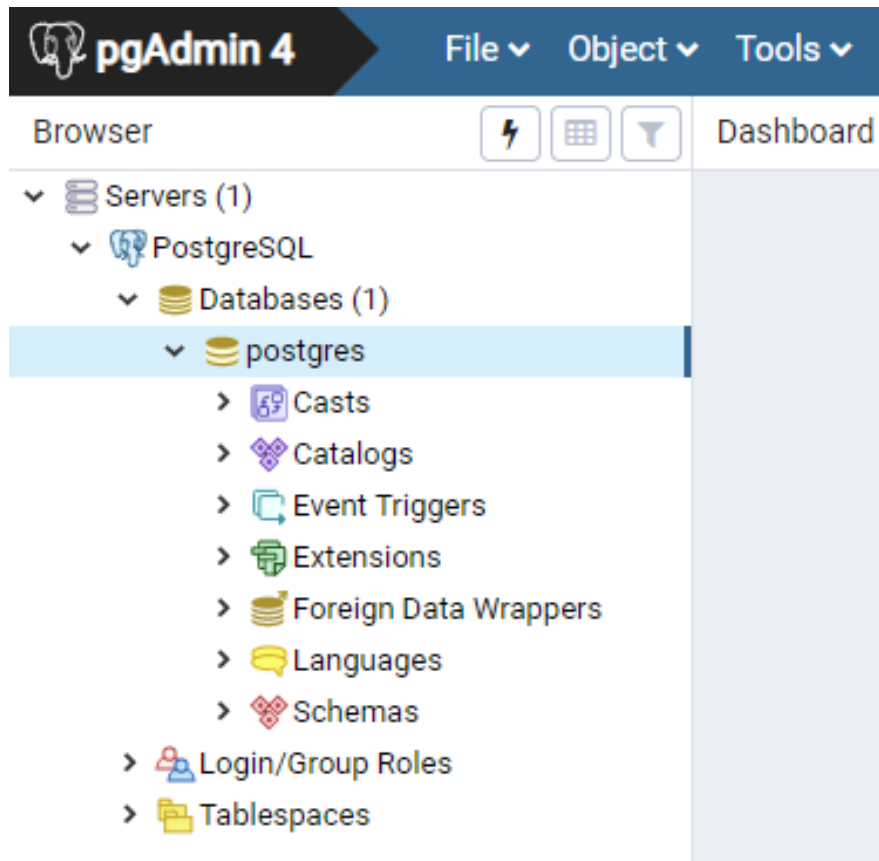 pgAdmin 4 File Object Tools
Browser Dashboard
Servers (1)
PostgreSQL
Databases (1)
postgres
Casts
Catalogs
Event Triggers
Extensions
Foreign Data Wrappers
Languages
Schemas
Login/Group Roles
Tablespaces